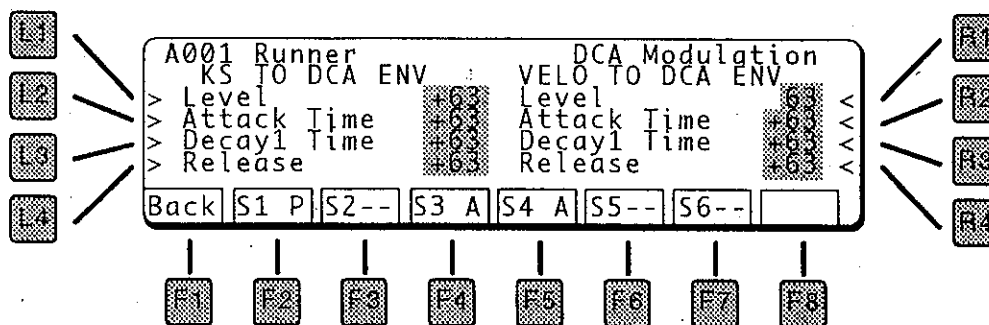 L1
L2
L3
L4
A001 Runner DCA Modulation
KS TO DCA ENV VELO TO DCA ENV
> Level +63 Level 63 <
> Attack Time +63 Attack Time +63 <
> Decay1 Time +63 Decay1 Time +63 <
> Release +63 Release +63 <
Back S1 P S2-- S3 A S4 A S5-- S6--
R1
R2
R3
R4
F1 F2 F3 F4 F5 F6 F7 F8